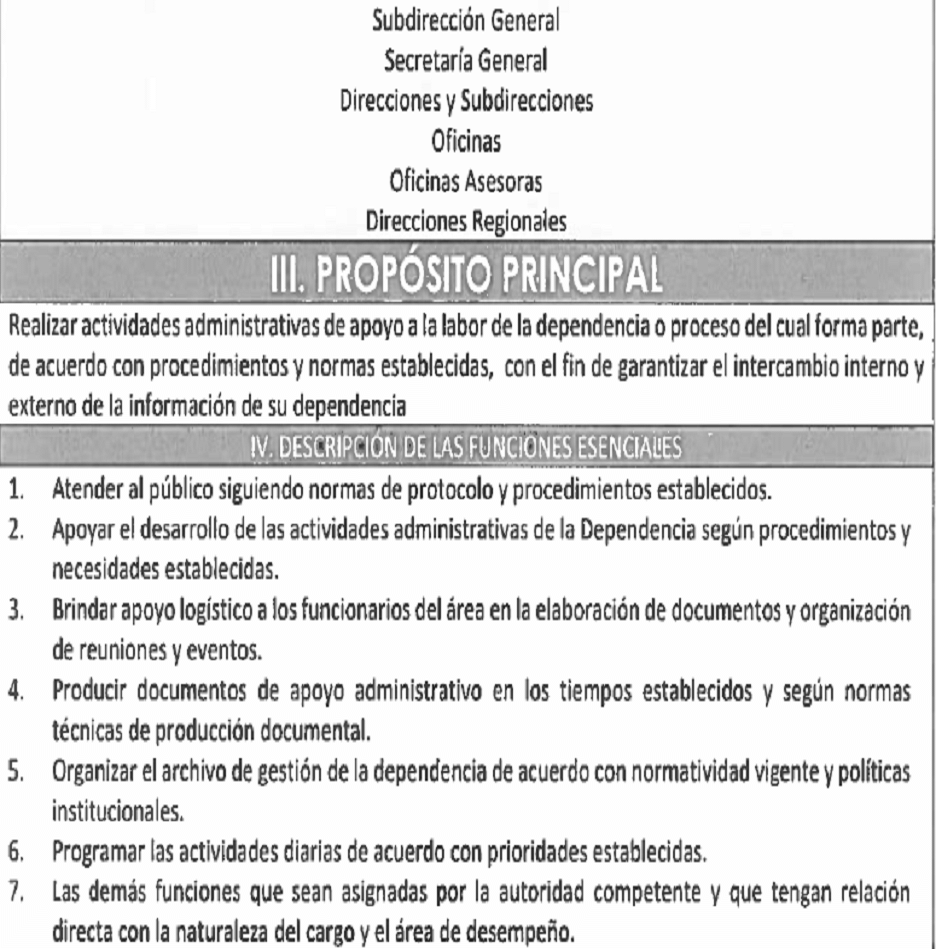 Subdirección General
Secretaría General
Direcciones y Subdirecciones
Oficinas
Oficinas Asesoras
Direcciones Regionales
III. PROPÓSITO PRINCIPAL
Realizar actividades administrativas de apoyo a la labor de la dependencia o proceso del cual forma parte,
de acuerdo con procedimientos y normas establecidas, con el fin de garantizar el intercambio interno y
externo de la información de su dependencia
IV. DESCRIPCIÓN DE LAS FUNCIONES ESENCIALES
1. Atender al público siguiendo normas de protocolo y procedimientos establecidos.
2. Apoyar el desarrollo de las actividades administrativas de la Dependencia según procedimientos y
necesidades establecidas.
3. Brindar apoyo logístico a los funcionarios del área en la elaboración de documentos y organización
de reuniones y eventos.
4. Producir documentos de apoyo administrativo en los tiempos establecidos y según normas
técnicas de producción documental.
5. Organizar el archivo de gestión de la dependencia de acuerdo con normatividad vigente y políticas
institucionales.
6. Programar las actividades diarias de acuerdo con prioridades establecidas.
7. Las demás funciones que sean asignadas por la autoridad competente y que tengan relación
directa con la naturaleza del cargo y el área de desempeño.